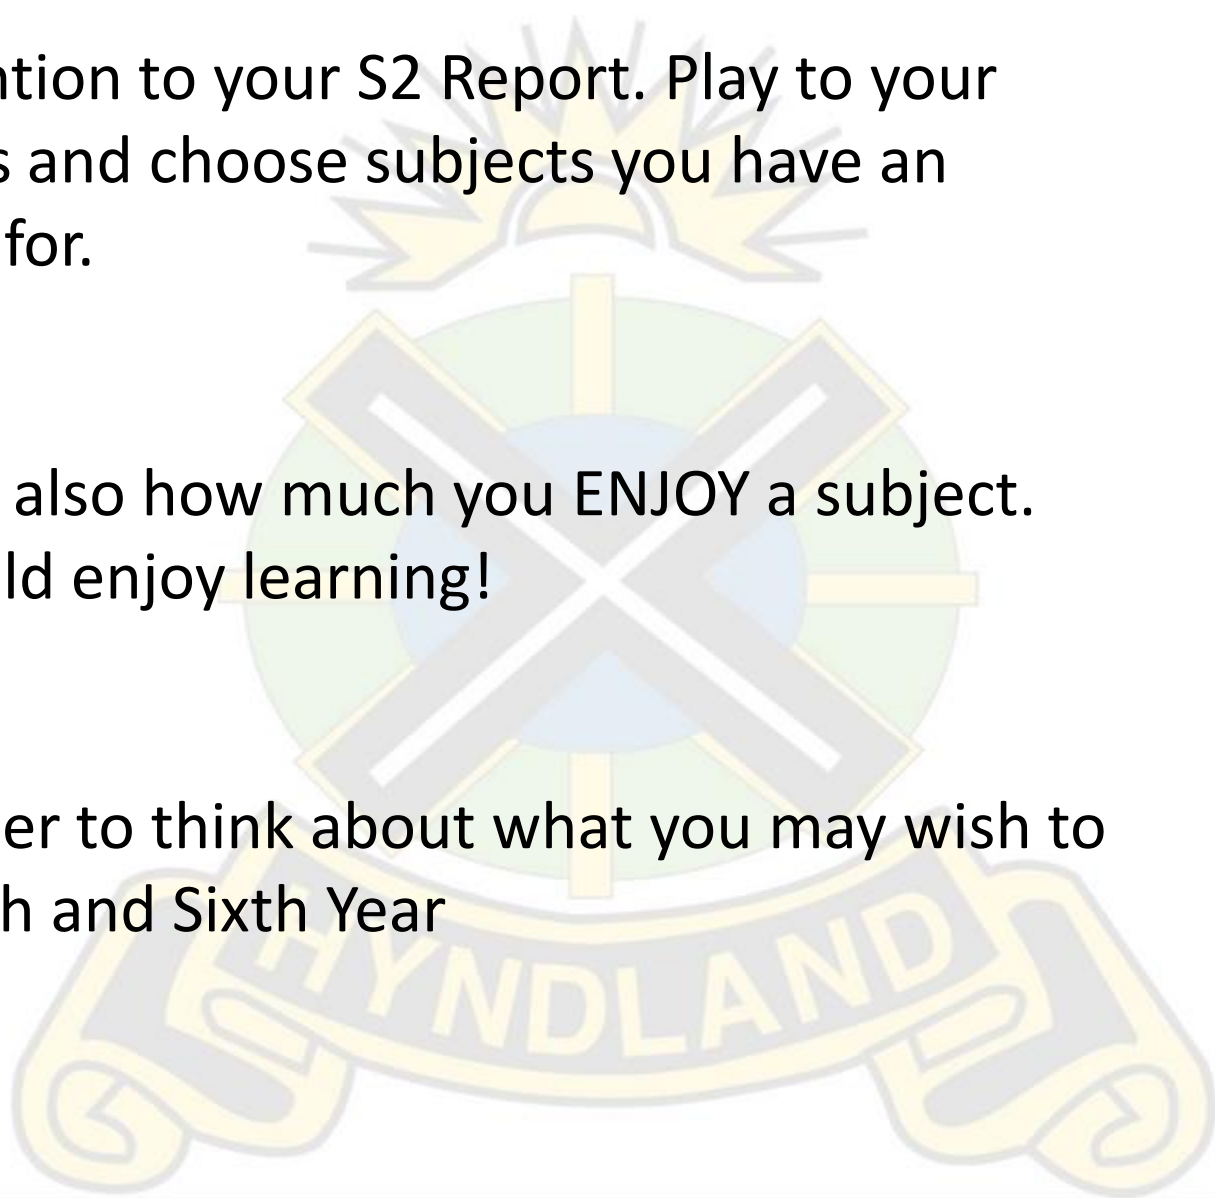 ntion to your S2 Report. Play to your
s and choose subjects you have an
for.
also how much you ENJOY a subject.
ld enjoy learning!
er to think about what you may wish to
h and Sixth Year
HYNDLAND